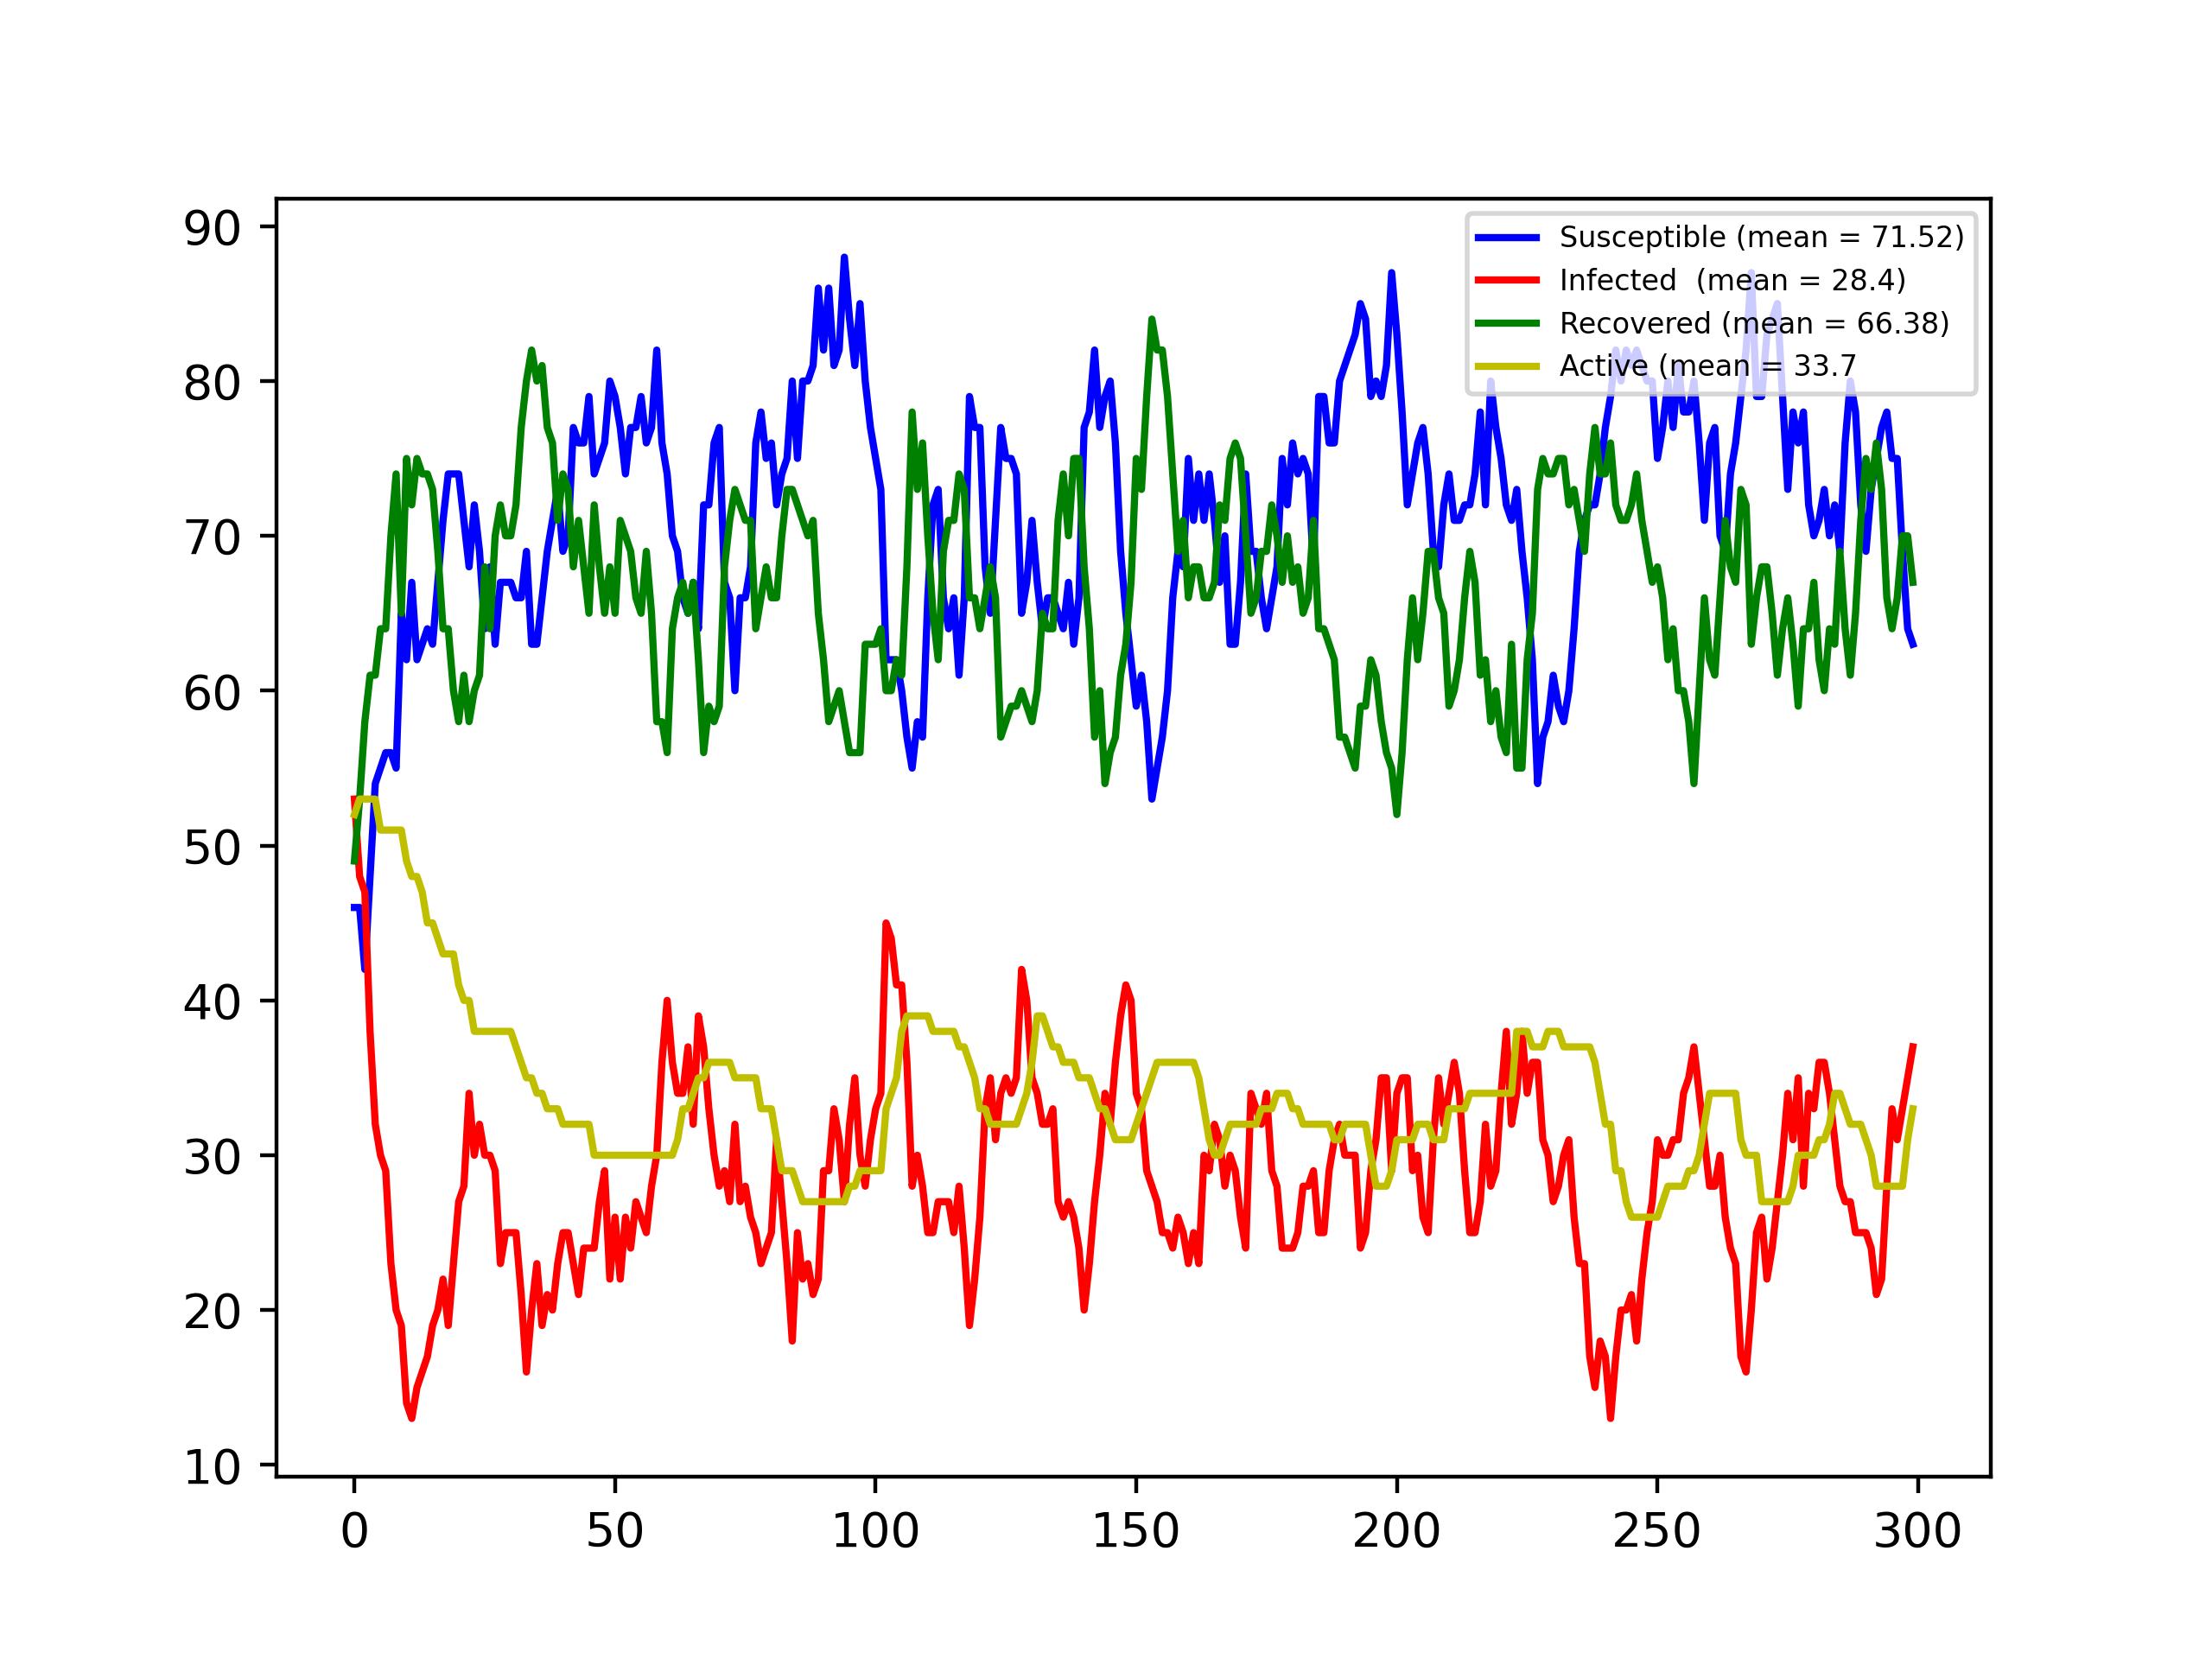 90
80
70
60
50
40
30
20
10
0 50 100 150 200 250 300
Susceptible (mean = 71.52)
Infected  (mean = 28.4)
Recovered (mean = 66.38)
Active (mean = 33.7